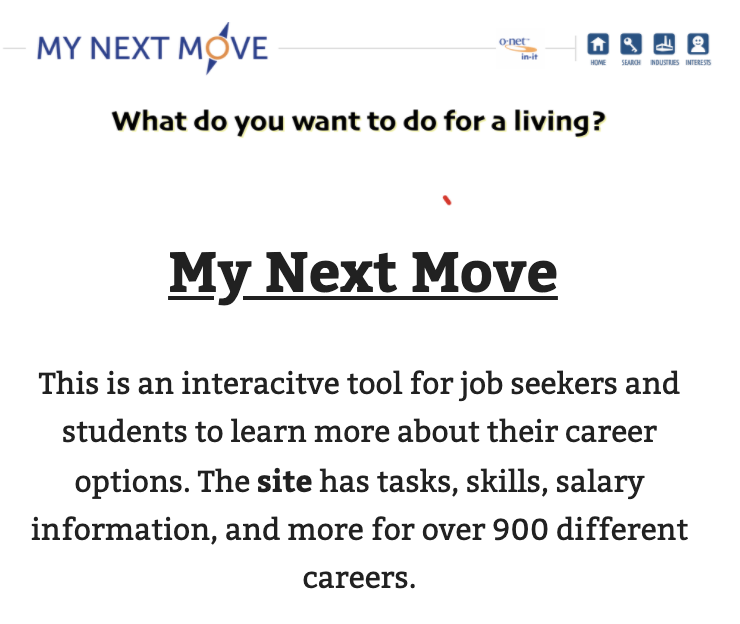 MY NEXT MOVE
o·net™
in-it
HOME
SEARCH
INDUSTRIES
INTERESTS
What do you want to do for a living?
My Next Move
This is an interacitve tool for job seekers and
students to learn more about their career
options. The site has tasks, skills, salary
information, and more for over 900 different
careers.